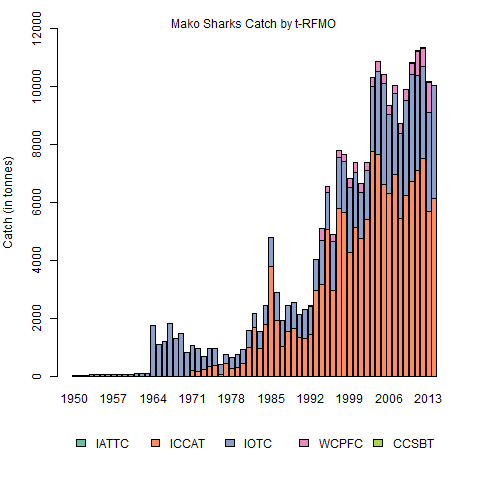 Mako Sharks Catch by t-RFMO
12000
10000
8000
6000
4000
2000
0
Catch (in tonnes)
1950 1957 1964 1971 1978 1985 1992 1999 2006 2013
IATTC ICCAT IOTC WCPFC CCSBT